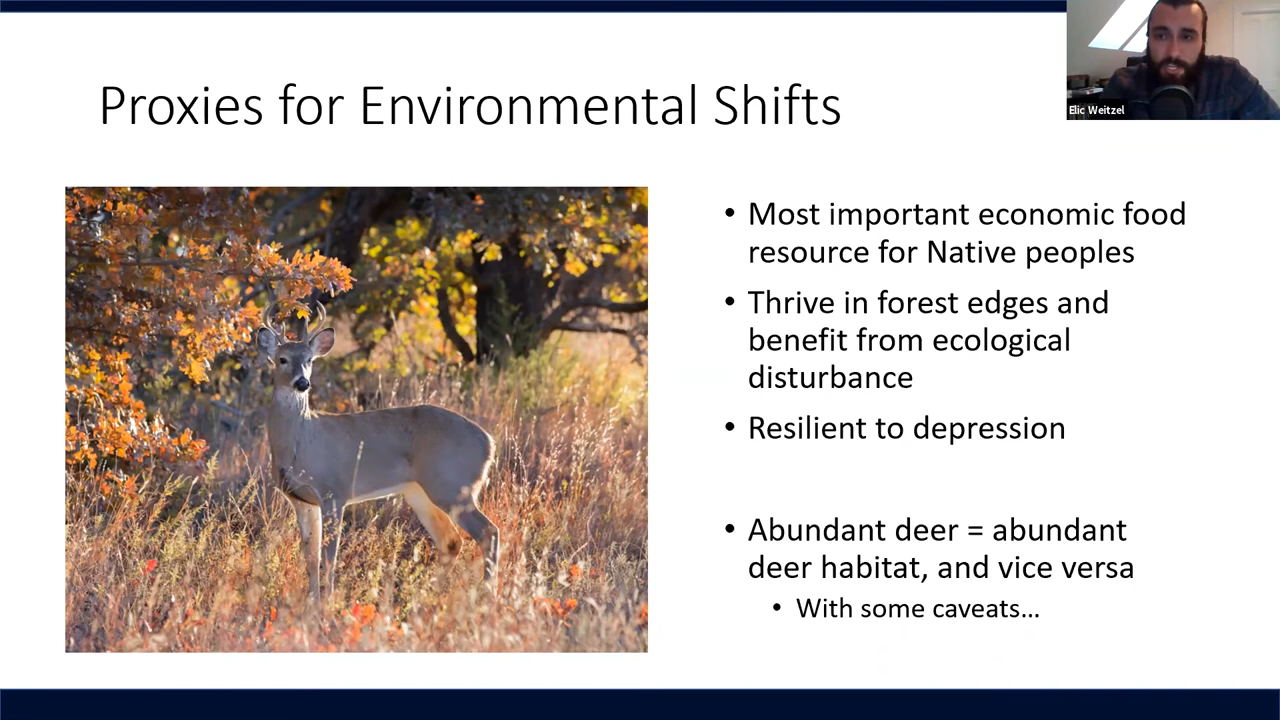 Elic Weitzel
Proxies for Environmental Shifts
• Most important economic food
resource for Native peoples
• Thrive in forest edges and
benefit from ecological
disturbance
• Resilient to depression
• Abundant deer = abundant
deer habitat, and vice versa
• With some caveats…